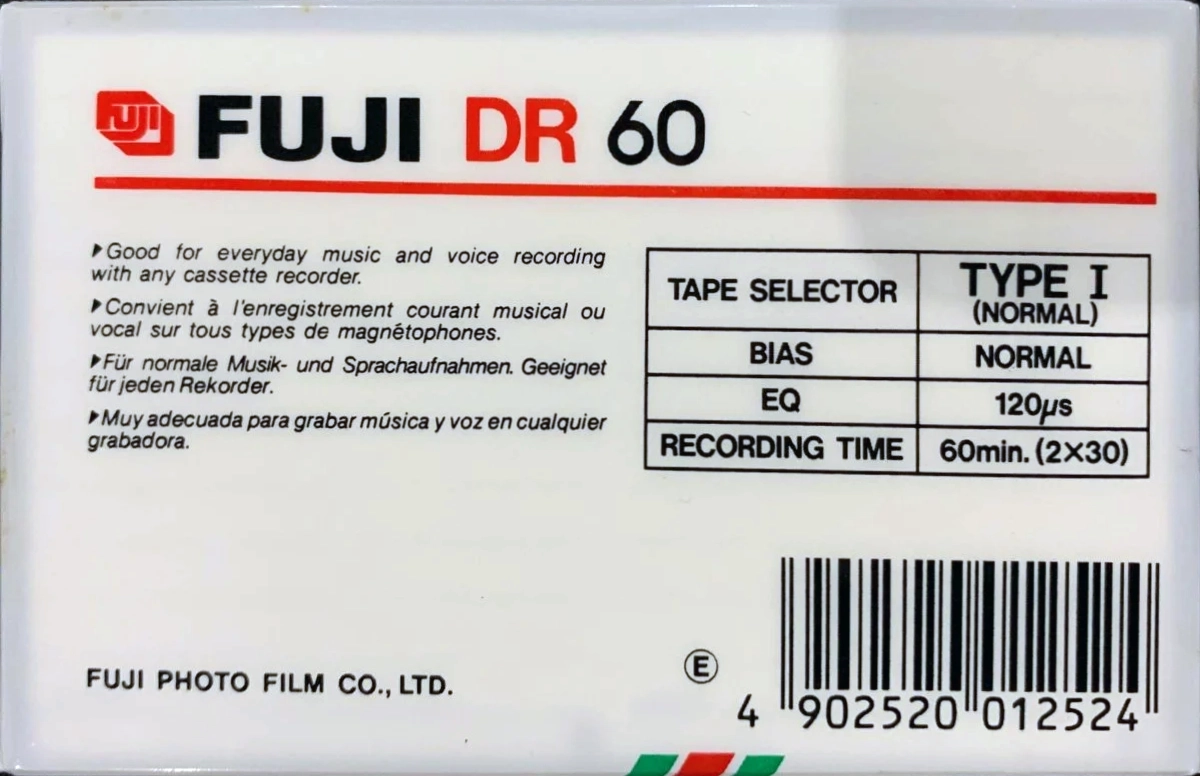 FUJI FUJI DR 60
▶Good for everyday music and voice recording
with any cassette recorder.
▶Convient à l'enregistrement courant musical ou
vocal sur tous types de magnétophones.
▶Für normale Musik- und Sprachaufnahmen. Geeignet
für jeden Rekorder.
▶Muy adecuada para grabar música y voz en cualquier
grabadora.
TAPE SELECTOR TYPE I
(NORMAL)
BIAS NORMAL
EQ 120µs
RECORDING TIME 60min. (2×30)
FUJI PHOTO FILM CO., LTD.
Ⓔ
4 902520 012524